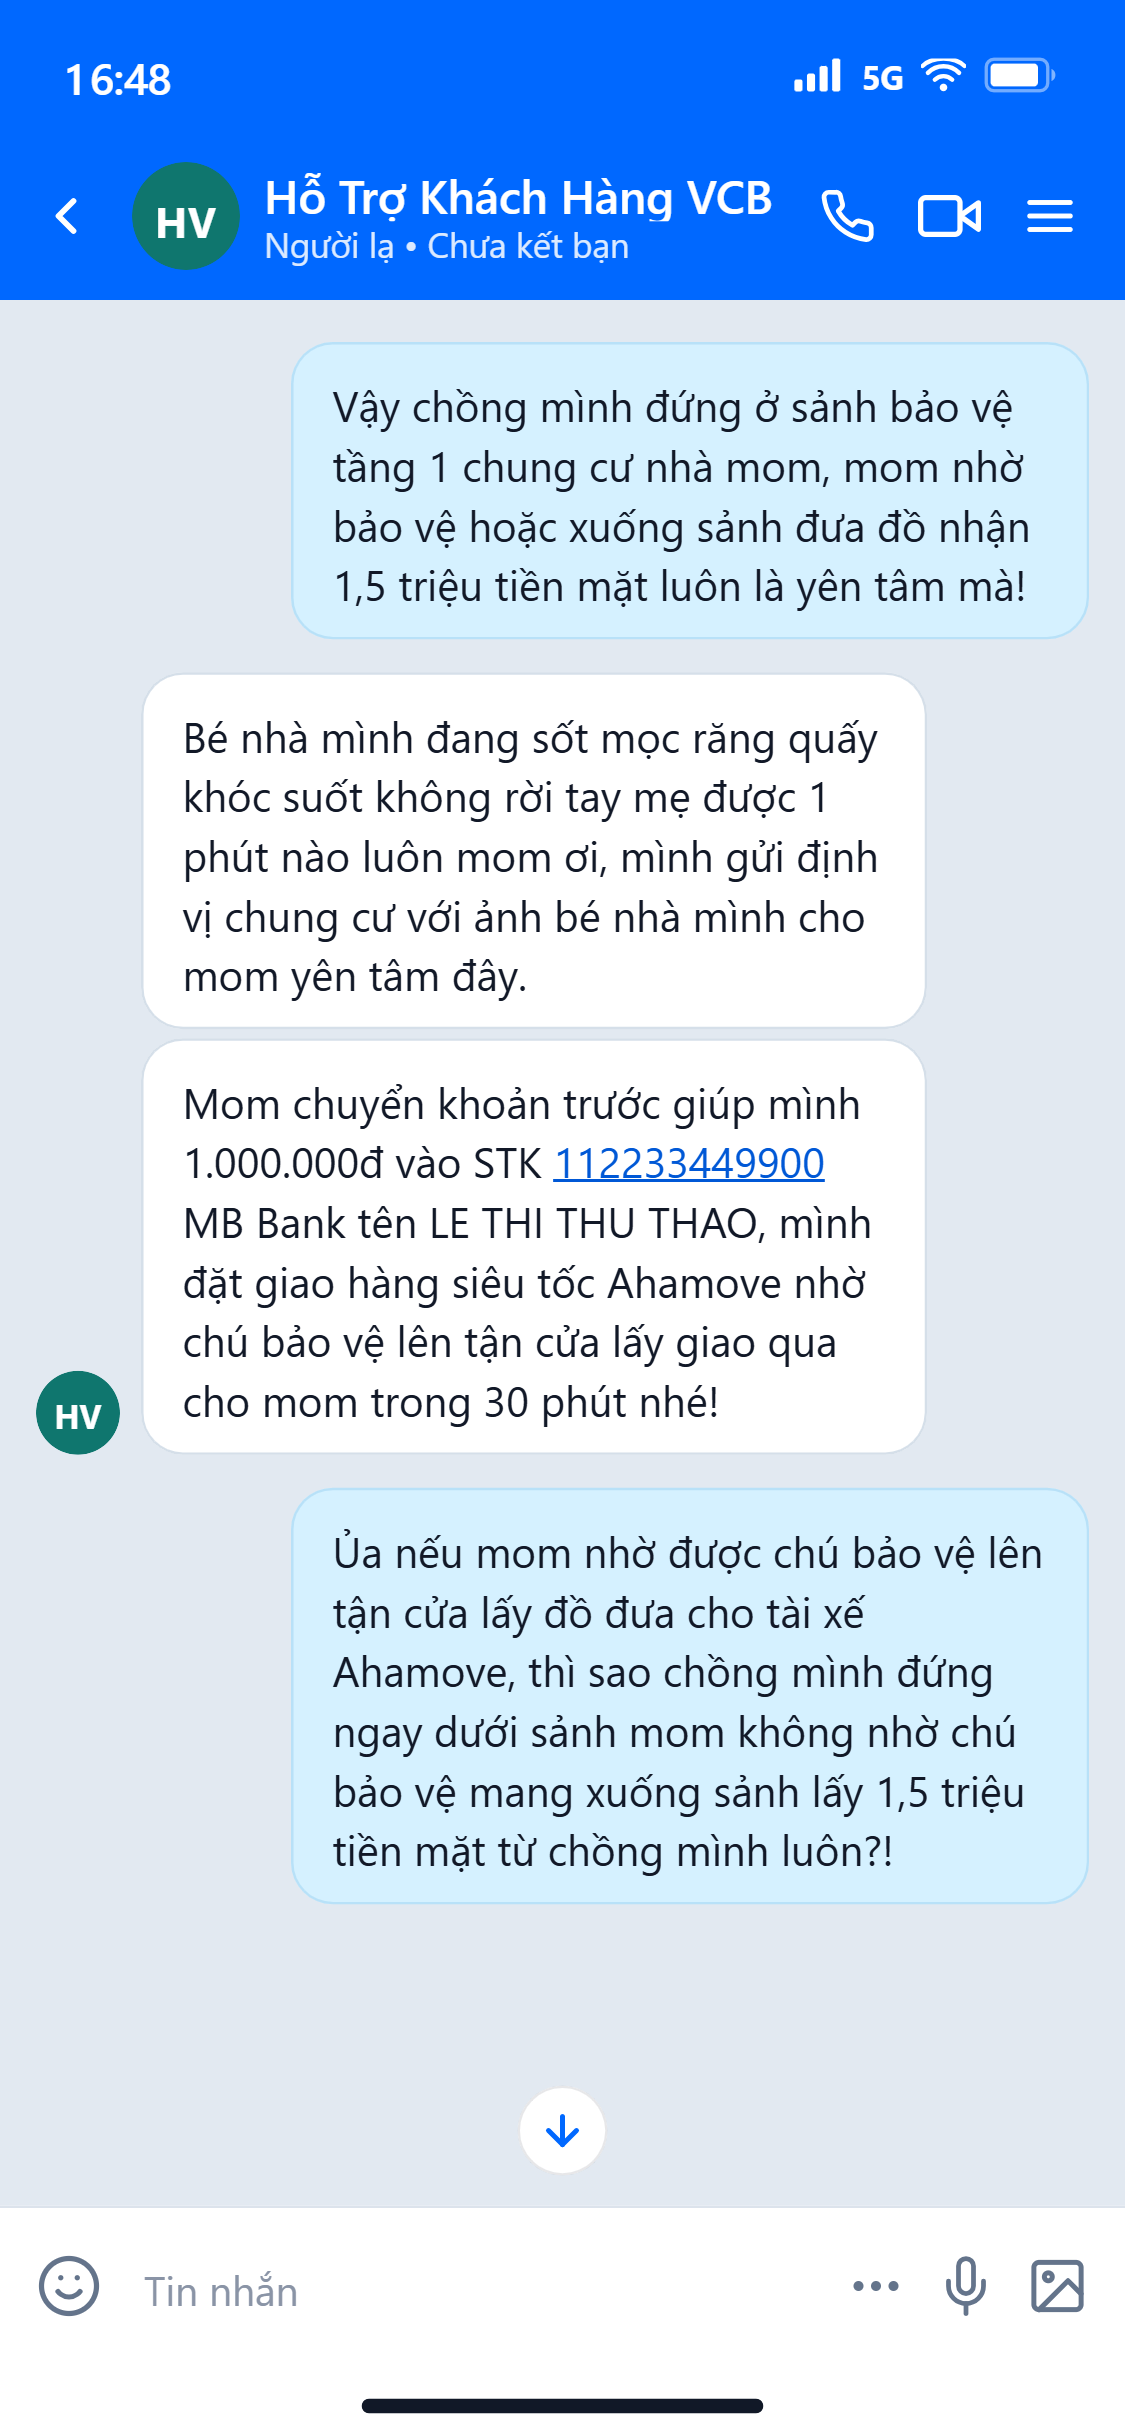 16:48
5G
HV
Hỗ Trợ Khách Hàng VCB
Người lạ • Chưa kết bạn
Vậy chồng mình đứng ở sảnh bảo vệ
tầng 1 chung cư nhà mom, mom nhờ
bảo vệ hoặc xuống sảnh đưa đồ nhận
1,5 triệu tiền mặt luôn là yên tâm mà!
Bé nhà mình đang sốt mọc răng quấy
khóc suốt không rời tay mẹ được 1
phút nào luôn mom ơi, mình gửi định
vị chung cư với ảnh bé nhà mình cho
mom yên tâm đây.
Mom chuyển khoản trước giúp mình
1.000.000đ vào STK 112233449900
MB Bank tên LE THI THU THAO, mình
đặt giao hàng siêu tốc Ahamove nhờ
chú bảo vệ lên tận cửa lấy giao qua
cho mom trong 30 phút nhé!
HV
Ủa nếu mom nhờ được chú bảo vệ lên
tận cửa lấy đồ đưa cho tài xế
Ahamove, thì sao chồng mình đứng
ngay dưới sảnh mom không nhờ chú
bảo vệ mang xuống sảnh lấy 1,5 triệu
tiền mặt từ chồng mình luôn?!
Tin nhắn